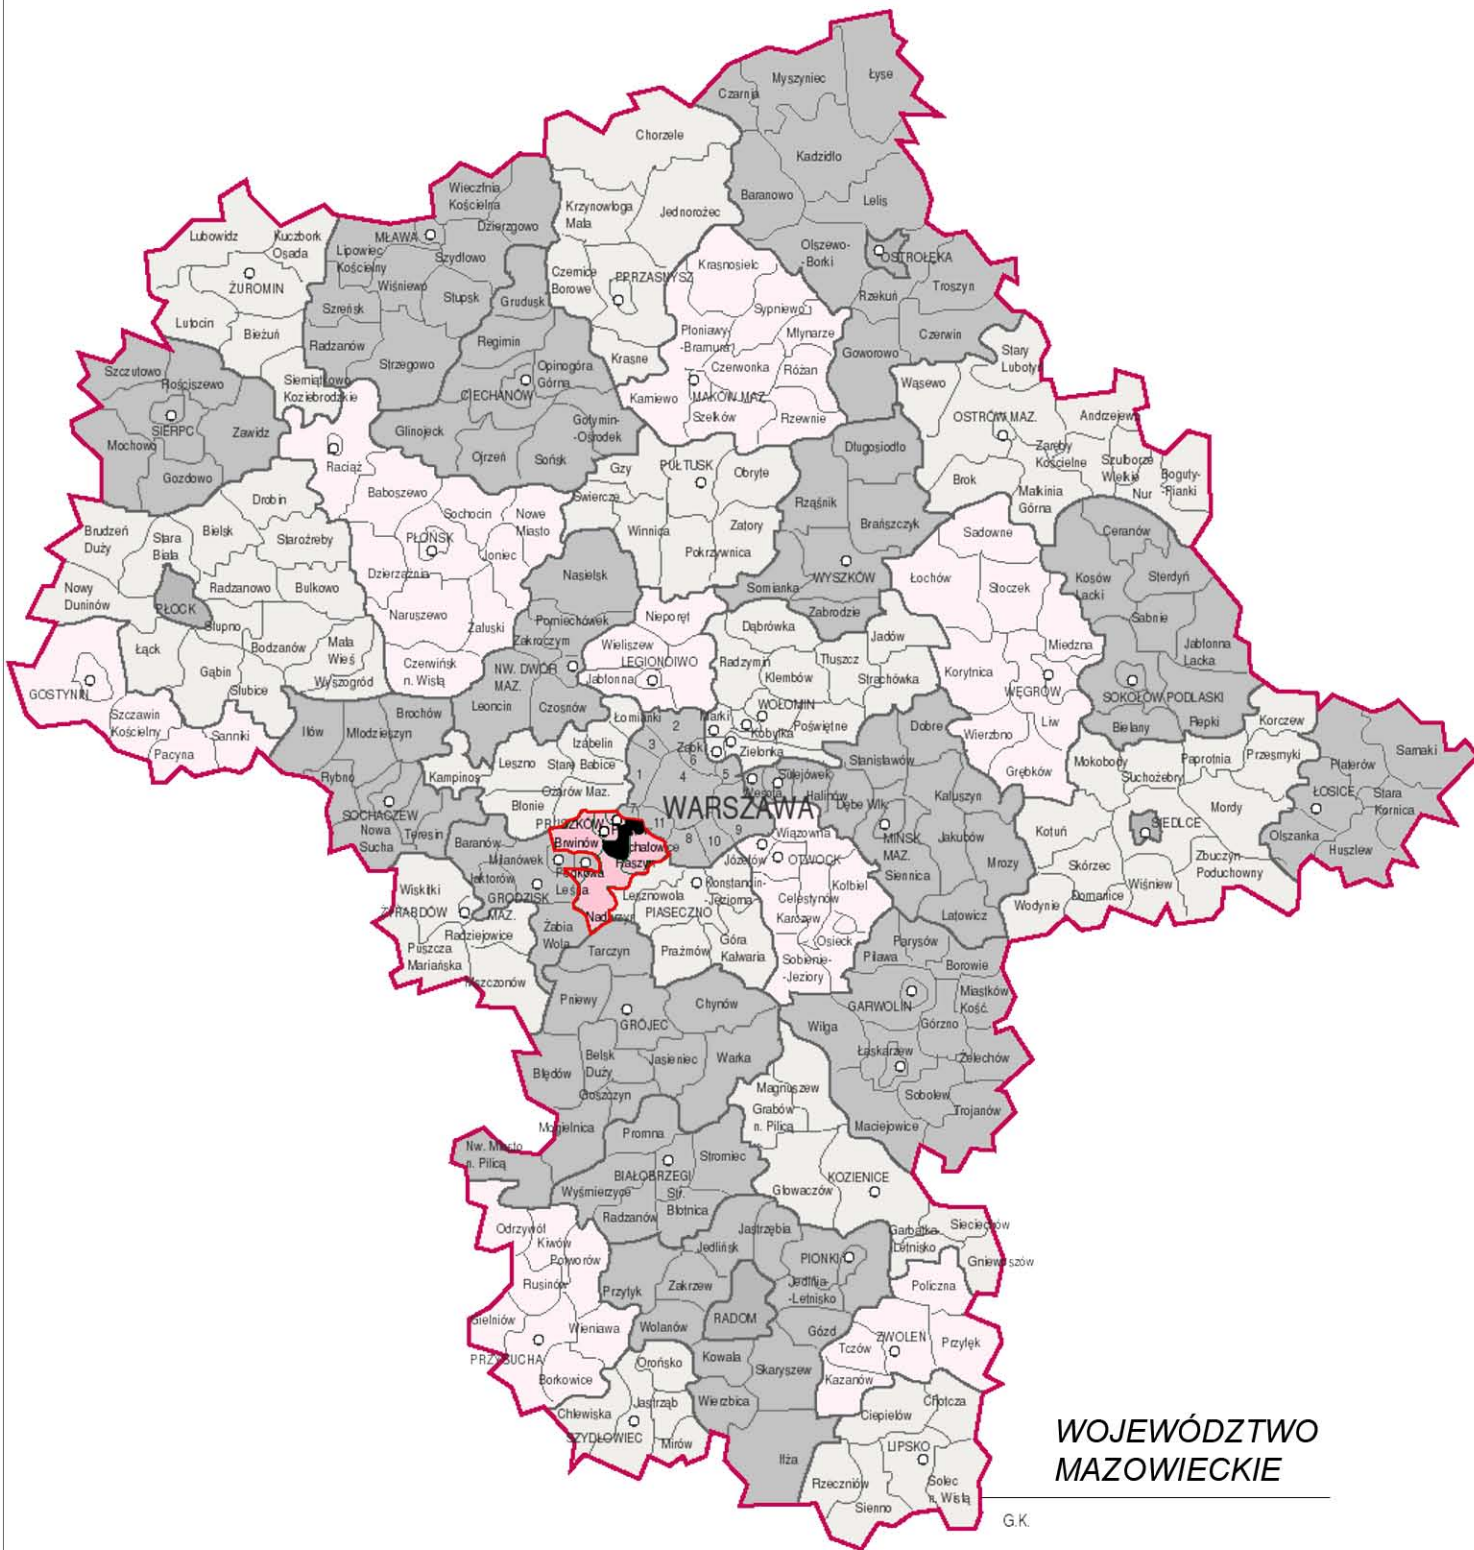 Łyse
Myszyniec
Czarnia
Chorzele
Kadzidło
Baranowo
Lelis
Wieczfnia
Kościelna
Krzynowłoga
Mała
Jednorożec
Dzierzgowo
Lubowidz
Kuczbork
Osada
MŁAWA
Lipowiec
Kościelny
Szydłowo
Olszewo-
-Borki
OSTROŁĘKA
Krasnosielc
Czernice
Borowe
PPRZASNYSZ
ŻUROMIN
Wiśniewo
Stupsk
Grudusk
Rzekuń
Troszyn
Szreńsk
Sypniewo
Lutocin
Bieżuń
Radzanów
Regimin
Płoniawy
-Bramura
Młynarze
Czerwin
Goworowo
Stary
Lubotyń
Strzegowo
Opinogóra
Górna
Krasne
Czerwonka
Różan
Szczutowo
Rościszewo
Siemiątkowo
Koziebrodzkie
CIECHANÓW
Karniewo
MAKÓW MAZ.
Wąsewo
SIERPC
Szelków
Rzewnie
OSTRÓW MAZ.
Andrzejewo
Mochowo
Zawidz
Glinojeck
Gołymin-
-Ośrodek
Długosiodło
Zaręby
Kościelne
Szulborze
Wielkie
Boguty-
-Pianki
Raciąż
Ojrzeń
Sońsk
Gzy
PUŁTUSK
Obryte
Brok
Małkinia
Górna
Nur
Gozdowo
Baboszewo
Świercze
Drobin
Sochocin
Nowe
Miasto
Rząśnik
Brańszczyk
Brudzeń
Duży
Stara
Biała
Bielsk
Staroźreby
PŁOŃSK
Joniec
Winnica
Zatory
Pokrzywnica
Sadowne
Ceranów
Nowy
Duninów
Radzanowo
Bulkowo
Dzierzążnia
Nasielsk
WYSZKÓW
Łochów
Stoczek
Kosów
Lacki
Sterdyń
PŁOCK
Somianka
Zabrodzie
Słupno
Naruszewo
Załuski
Pomiechówek
Nieporęt
Dąbrówka
Jadów
Sabnie
Jabłonna
Lacka
Łąck
Bodzanów
Mała
Wieś
Zakroczym
Wieliszew
LEGIONOIWO
Radzymin
Tłuszcz
Miedzna
Gąbin
Wyszogród
Czerwińsk
n. Wisłą
NW. DWÓR
MAZ.
Jabłonna
Klembów
Strachówka
Korytnica
WĘGRÓW
SOKOŁÓW PODLASKI
GOSTYNIN
Słubice
Leoncin
Czosnów
Łomianki
WOŁOMIN
Szczawin
Kościelny
Sanniki
Iłów
Brochów
Młodzieszyn
Marki
Kobyłka
Poświętne
Dobre
Liw
Bielany
Repki
Korczew
Pacyna
Izabelin
2
3
Ząbk
6
Zielonka
Wierzbno
Przesmyki
Sarnaki
Rybno
Kampinos
Leszno
Stare Babice
1
4
5
Stanisławów
Grębków
Mokobody
Suchożebry
Paprotnia
Platerów
Ożarów Maz.
Wesoła
Sulejówek
Halinów
Błonie
WARSZAWA
Dębe Wlk.
Kałuszyn
Mordy
ŁOSICE
Stara
Kornica
SOCHACZEW
Nowa
Sucha
Teresin
PRUSZKÓW
P
7
11
8
9
10
Wiązowna
MIŃSK
MAZ.
Jakubów
Kotuń
SIEDLCE
Olszanka
Huszlew
Baranów
Brwinów
chałowice
Raszyn
Józefów
OTWOCK
Milanówek
Jaktorów
Podkowa
Leśna
Siennica
Mrozy
Skórzec
Zbuczyn
Poduchowny
Wiskitki
GRODZISK
MAZ.
Lesznowola
Konstancin-
-Jeziorna
Kołbiel
Celestynów
Wiśniew
Domanice
Wodynie
ŻYRARDÓW
Nadarzyn
PIASECZNO
Karczew
Latowicz
Radziejowice
Żabia
Wola
Tarczyn
Prażmów
Góra
Kalwaria
Osieck
Sobienie-
-Jeziory
Parysów
Pilawa
Borowie
Puszcza
Mariańska
Mszczonów
Pniewy
GRÓJEC
Chynów
GARWOLIN
Miastków
Kość.
Wilga
Górzno
Belsk
Duży
Jasieniec
Warka
Łaskarzew
Żelechów
Błędów
Goszczyn
Magnuszew
Sobolew
Trojanów
Grabów
n. Pilicą
Maciejowice
Mogielnica
Promna
Nw. Miasto
n. Pilicą
Stromiec
BIAŁOBRZEGI
KOZIENICE
Wyśmierzyce
Str.
Błotnica
Głowaczów
Radzanów
Odrzywół
Jastrzębia
Garbatka-
-Letnisko
Sieciechów
Klwów
Potworów
Jedlińsk
PIONKI
Gniewoszów
Rusinów
Przytyk
Zakrzew
Jedlnia-
-Letnisko
Policzna
Gielniów
Wieniawa
Wolanów
RADOM
Gózd
ZWOLEŃ
Przyłęk
PRZYSUCHA
Orońsko
Kowala
Skaryszew
Tczów
Kazanów
Borkowice
Chlewiska
Jastrząb
Wierzbica
Ciepielów
Chotcza
SZYDŁOWIEC
Mirów
Iłża
LIPSKO
Rzeczniów
Solec
n. Wisłą
Sienno
WOJEWÓDZTWO
MAZOWIECKIE
G.K.